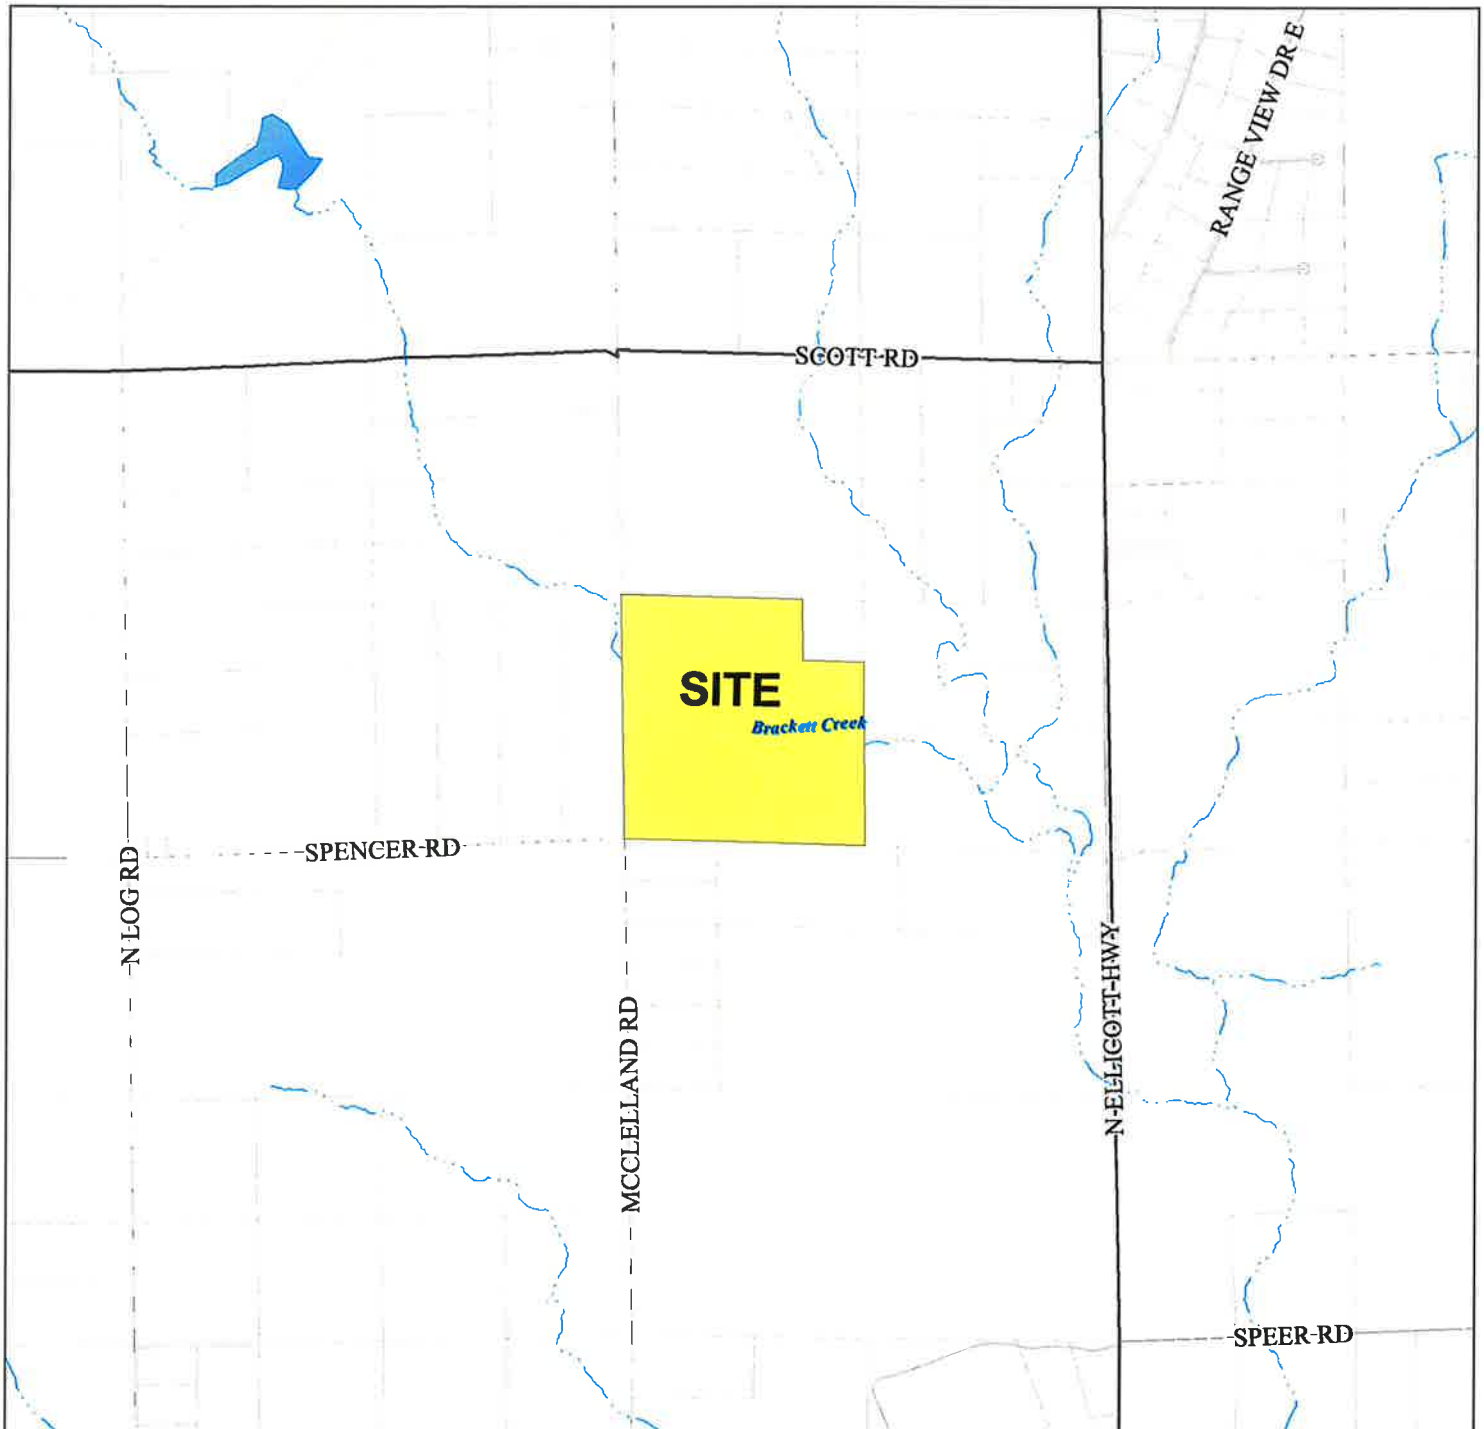 RANGE VIEW DR E
SCOTT RD
SITE
Brackett Creek
SPENCER RD
N LOG RD
MCCLELLAND RD
N ELLICOTT HWY
SPEER RD